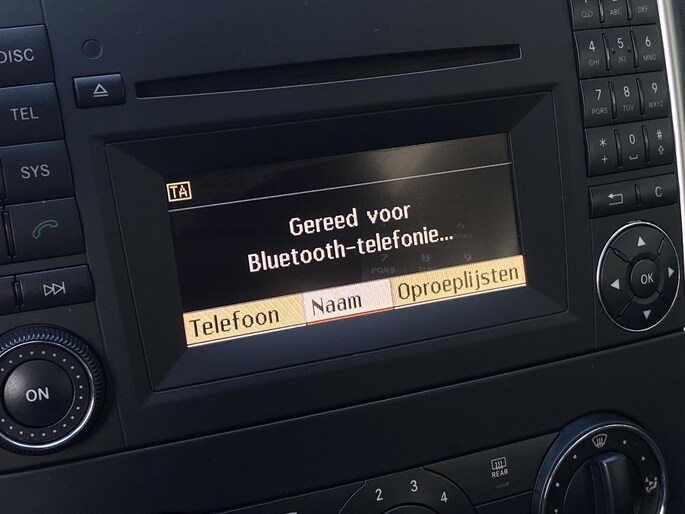 DISC
TEL
SYS
ON
TA
Gereed voor
Bluetooth-telefonie...
Telefoon
Naam
Oproeplijsten
ABC
DEF
4 5 6
GHI JKL MNO
7 8 9
PQRS TUV WXYZ
* 0 #
+
C
OK
2 3 4
REAR